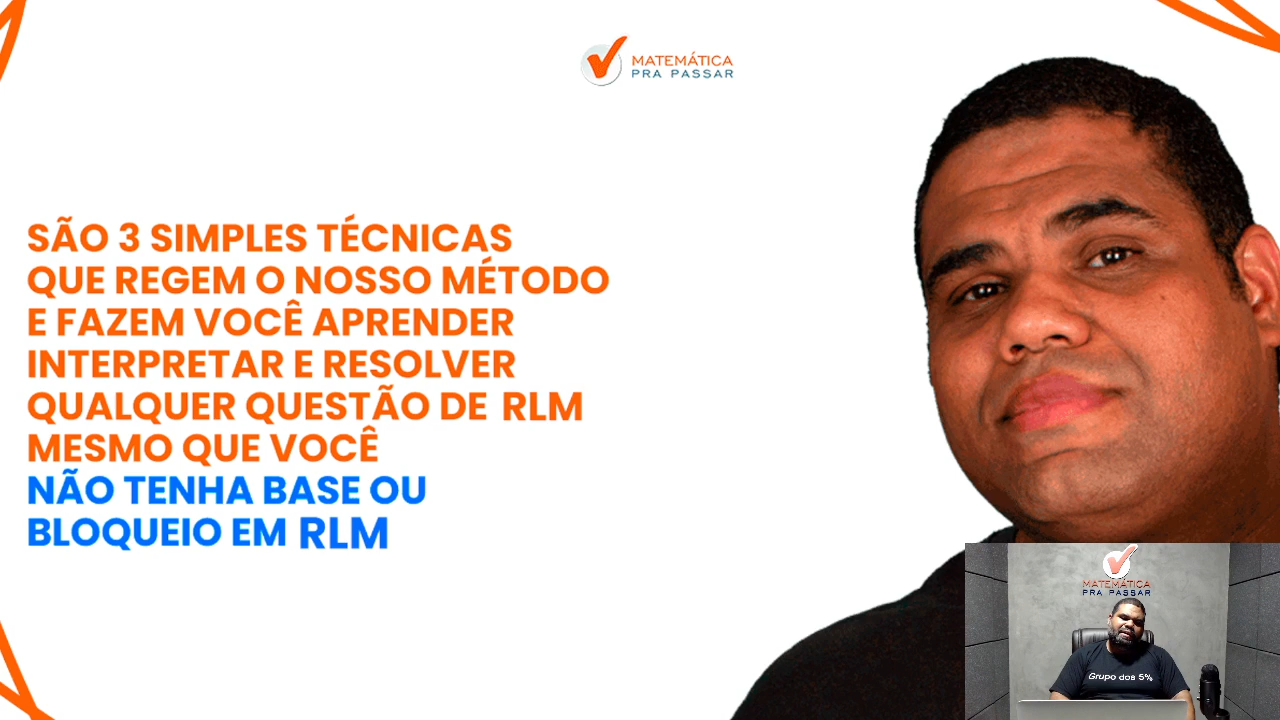 MATEMÁTICA
PRA PASSAR
SÃO 3 SIMPLES TÉCNICAS
QUE REGEM O NOSSO MÉTODO
E FAZEM VOCÊ APRENDER
INTERPRETAR E RESOLVER
QUALQUER QUESTÃO DE RLM
MESMO QUE VOCÊ
NÃO TENHA BASE OU
BLOQUEIO EM RLM
MATEMÁTICA
PRA PASSAR
Grupo dos 5%